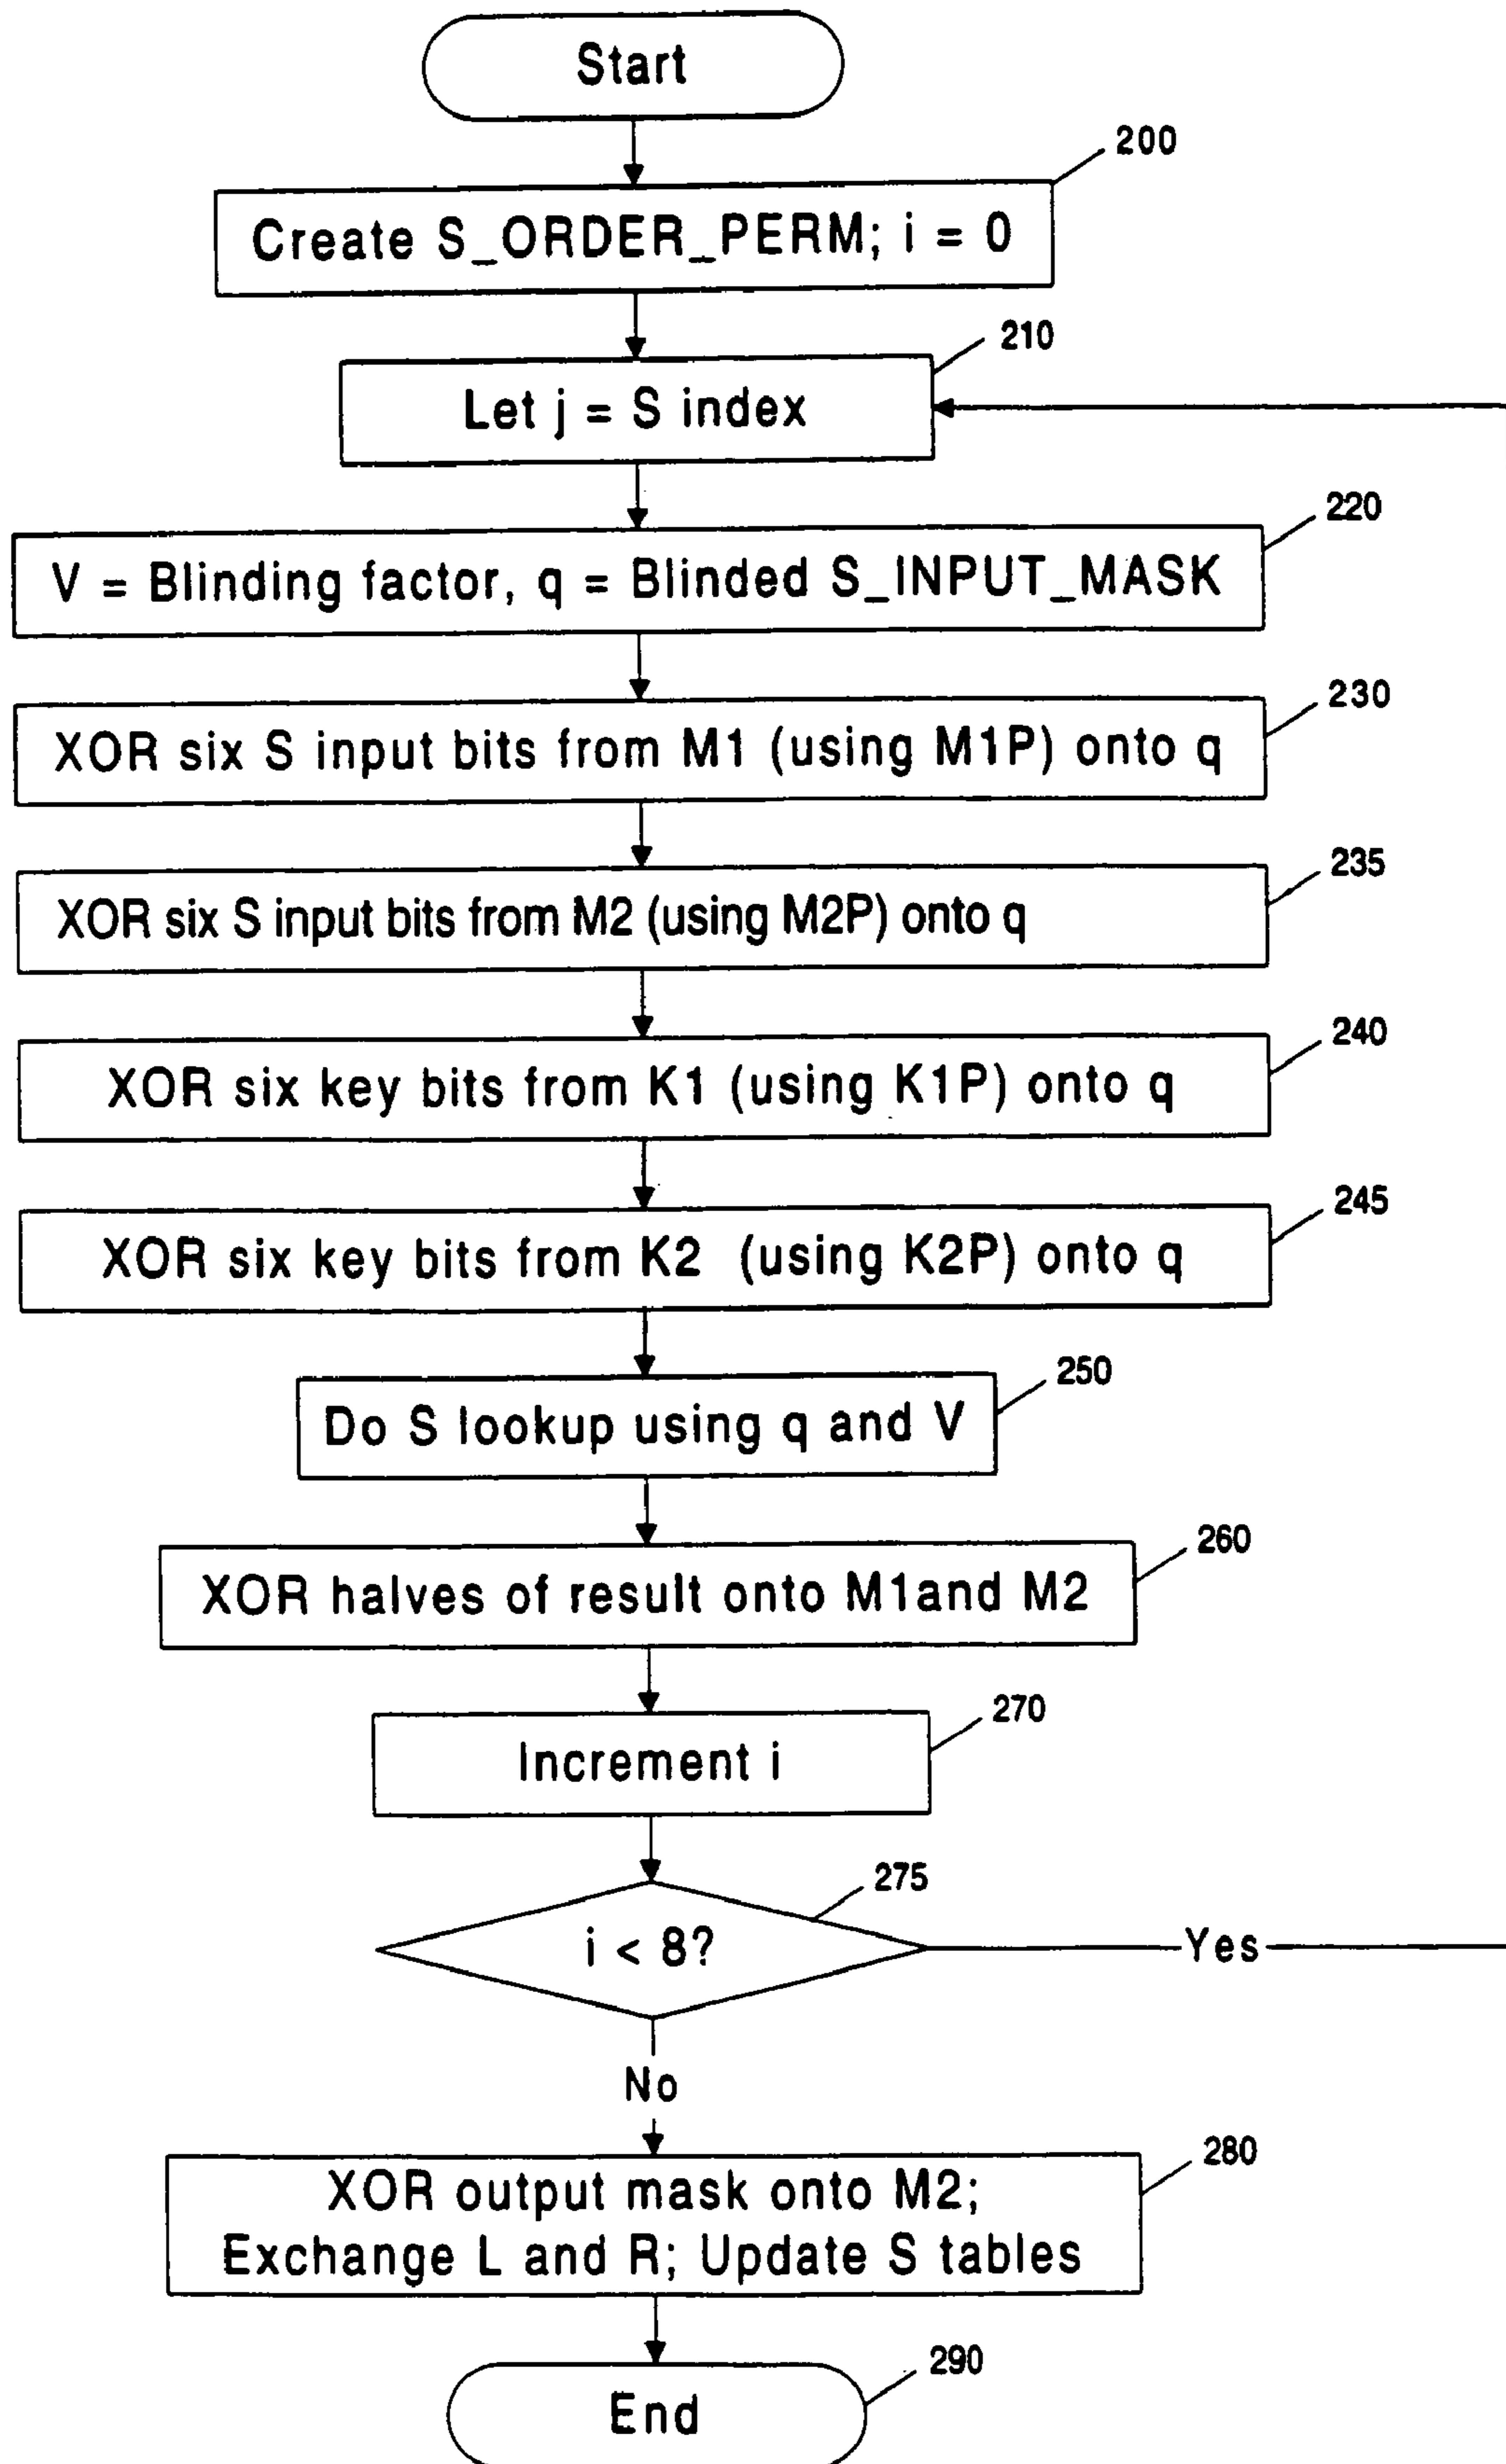 Start
200
Create S_ORDER_PERM; i = 0
210
Let j = S index
220
V = Blinding factor, q = Blinded S_INPUT_MASK
230
XOR six S input bits from M1 (using M1P) onto q
235
XOR six S input bits from M2 (using M2P) onto q
240
XOR six key bits from K1 (using K1P) onto q
245
XOR six key bits from K2 (using K2P) onto q
250
Do S lookup using q and V
260
XOR halves of result onto M1and M2
270
Increment i
275
i < 8?
Yes
No
280
XOR output mask onto M2;
Exchange L and R; Update S tables
290
End